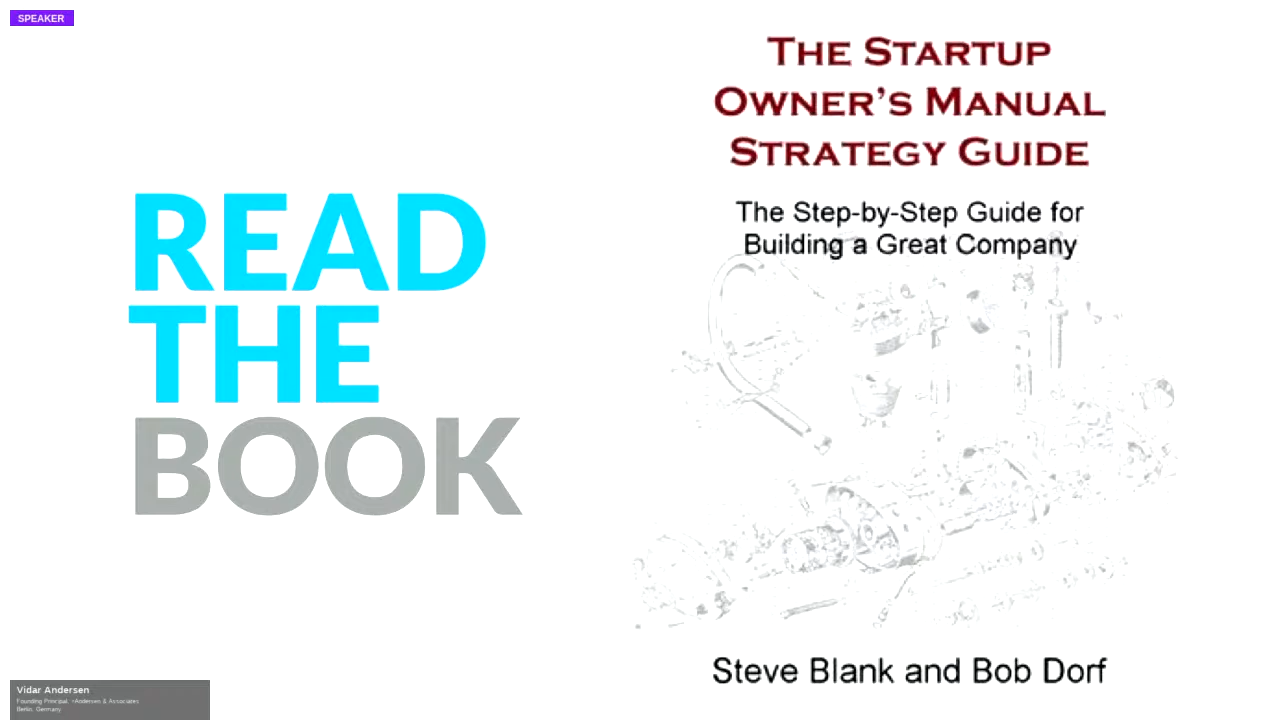 SPEAKER
READ
THE
BOOK
THE STARTUP
OWNER'S MANUAL
STRATEGY GUIDE
The Step-by-Step Guide for
Building a Great Company
Steve Blank and Bob Dorf
Vidar Andersen
Founding Principal, +Andersen & Associates
Berlin, Germany